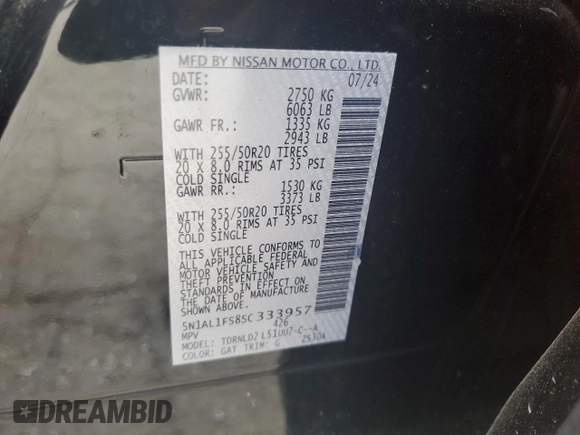 MFD BY NISSAN MOTOR CO., LTD.
DATE: 07/24
GVWR: 2750 KG
6063 LB
GAWR FR.: 1335 KG
2943 LB
WITH 255/50R20 TIRES
20 X 8.0 RIMS AT 35 PSI
COLD SINGLE
GAWR RR.: 1530 KG
3373 LB
WITH 255/50R20 TIRES
20 X 8.0 RIMS AT 35 PSI
COLD SINGLE
THIS VEHICLE CONFORMS TO
ALL APPLICABLE FEDERAL
MOTOR VEHICLE SAFETY AND
THEFT PREVENTION
STANDARDS IN EFFECT ON
THE DATE OF MANUFACTURE
SHOWN ABOVE.
5N1AL1FS8SC333957
MPV 426
MODEL: TDRNLDZ L51UU7-C--A
COLOR: GAT TRIM: G 2530A
DREAMBID